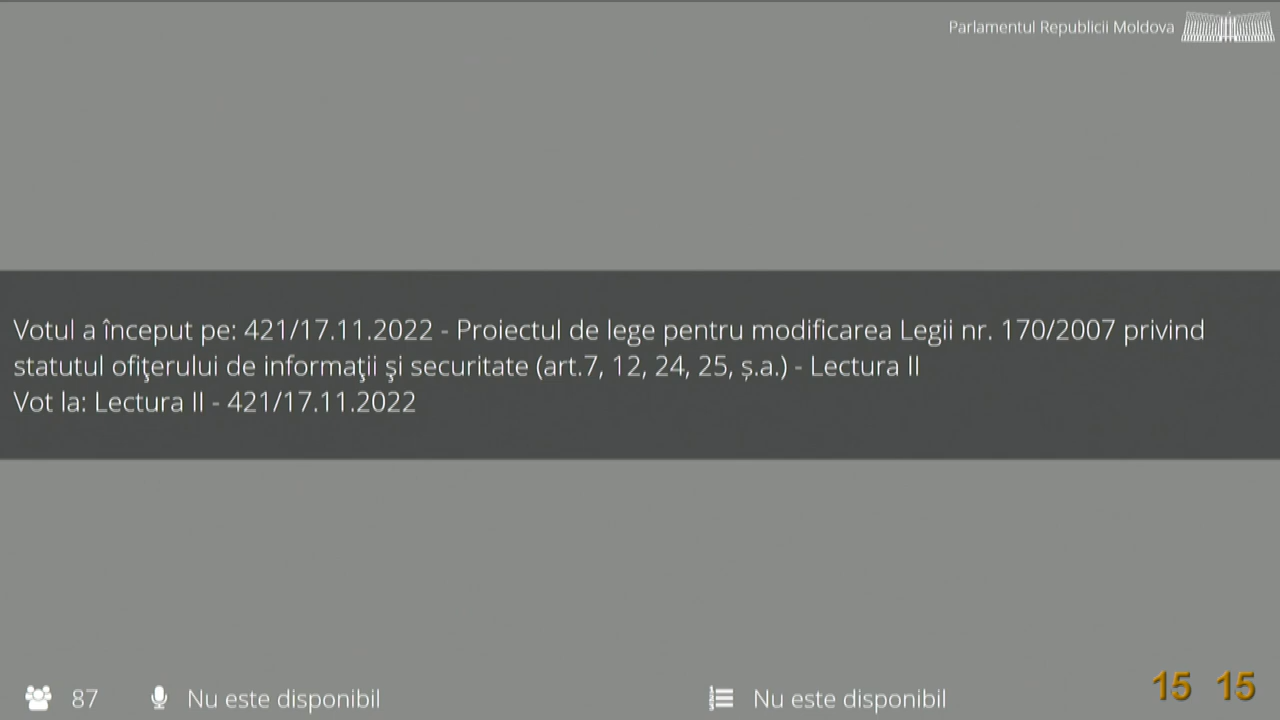 Parlamentul Republicii Moldova
Votul a început pe: 421/17.11.2022 - Proiectul de lege pentru modificarea Legii nr. 170/2007 privind
statutul ofiţerului de informaţii şi securitate (art.7, 12, 24, 25, ș.a.) - Lectura II
Vot la: Lectura II - 421/17.11.2022
87 Nu este disponibil Nu este disponibil 15 15